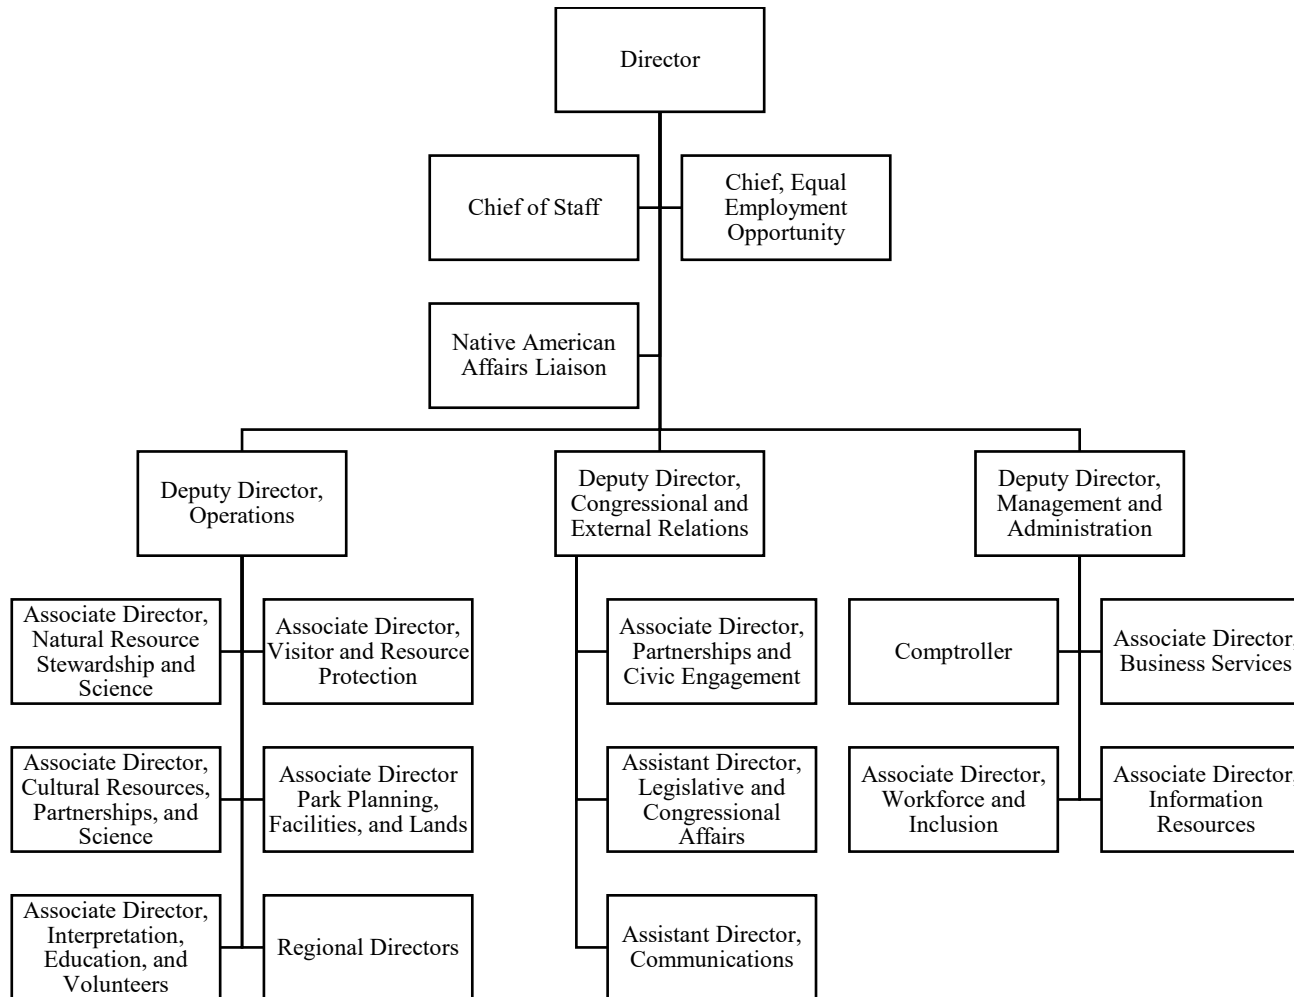 Director
Chief of Staff
Chief, Equal
Employment
Opportunity
Native American
Affairs Liaison
Deputy Director,
Operations
Deputy Director,
Congressional and
External Relations
Deputy Director,
Management and
Administration
Associate Director,
Natural Resource
Stewardship and
Science
Associate Director,
Visitor and Resource
Protection
Associate Director,
Partnerships and
Civic Engagement
Comptroller
Associate Director,
Business Services
Associate Director,
Cultural Resources,
Partnerships, and
Science
Associate Director
Park Planning,
Facilities, and Lands
Assistant Director,
Legislative and
Congressional
Affairs
Associate Director,
Workforce and
Inclusion
Associate Director,
Information
Resources
Associate Director,
Interpretation,
Education, and
Volunteers
Regional Directors
Assistant Director,
Communications